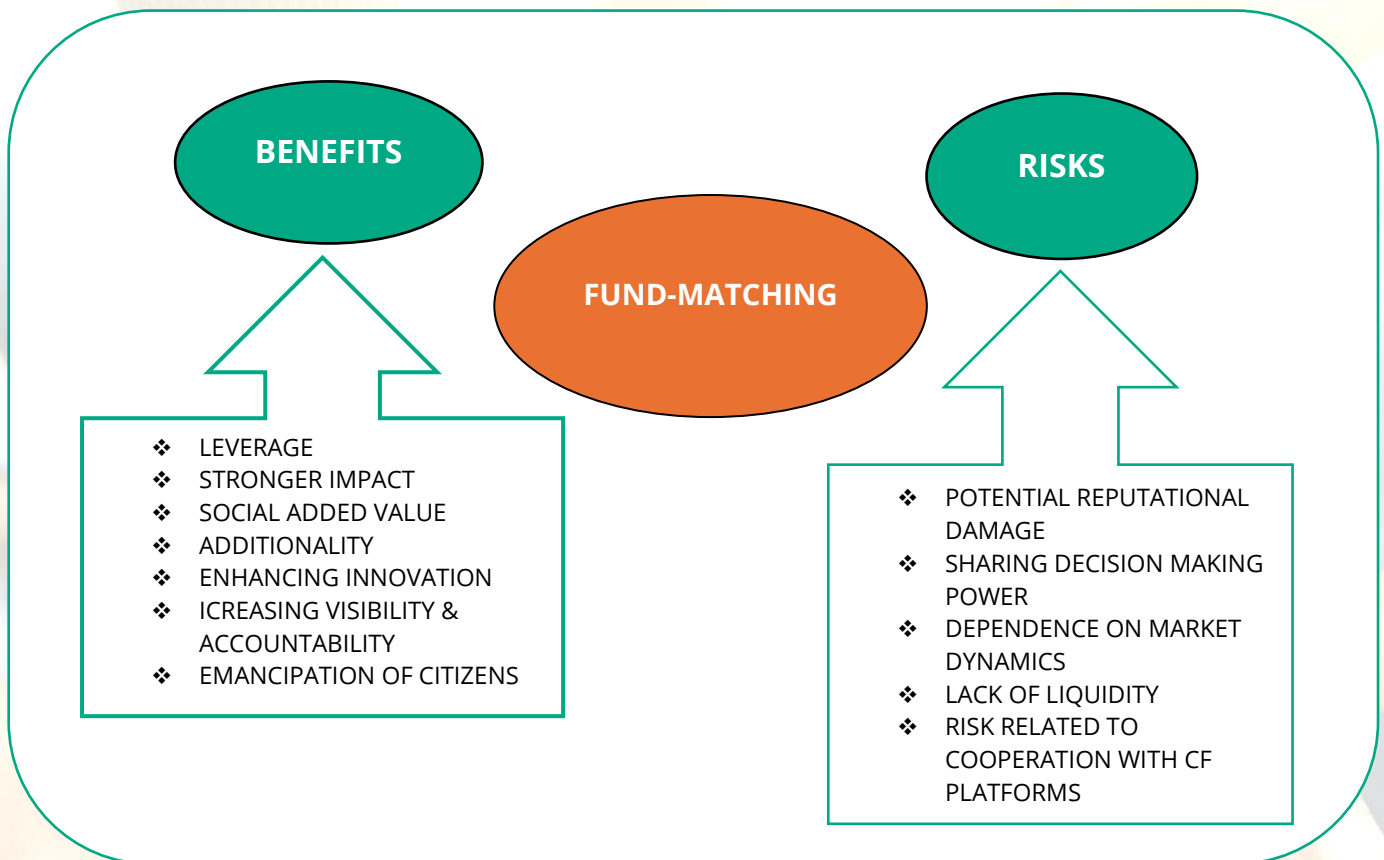 BENEFITS
RISKS
FUND-MATCHING
❖ LEVERAGE
❖ STRONGER IMPACT
❖ SOCIAL ADDED VALUE
❖ ADDITIONALITY
❖ ENHANCING INNOVATION
❖ ICREASING VISIBILITY &
ACCOUNTABILITY
❖ EMANCIPATION OF CITIZENS
❖ POTENTIAL REPUTATIONAL
DAMAGE
❖ SHARING DECISION MAKING
POWER
❖ DEPENDENCE ON MARKET
DYNAMICS
❖ LACK OF LIQUIDITY
❖ RISK RELATED TO
COOPERATION WITH CF
PLATFORMS